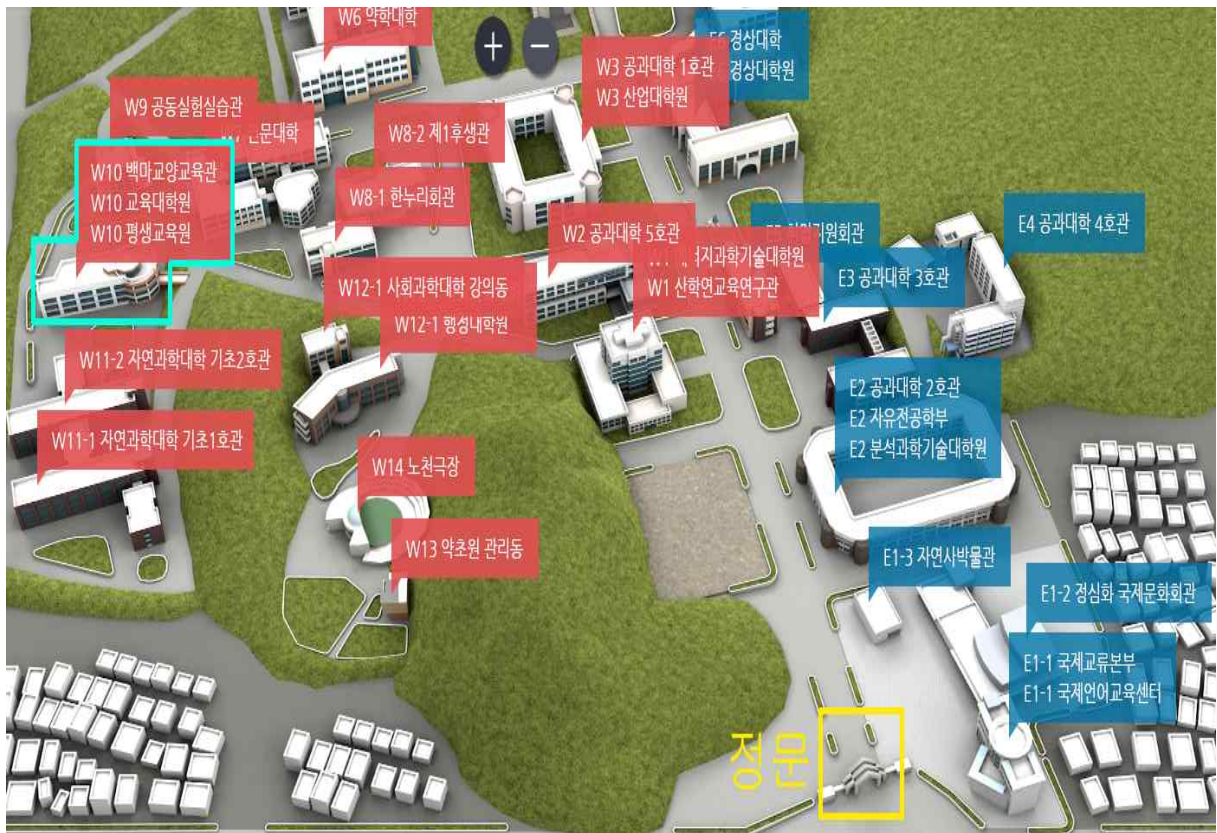 W6 약학대학
E6 경상대학
경상대학원
W3 공과대학 1호관
W3 산업대학원
W9 공동실험실습관
W8-2 제1후생관
W10 백마교양교육관
W10 교육대학원
W10 평생교육원
W8-1 한누리회관
W2 공과대학 5호관
E4 공과대학 4호관
W1 산학연교육연구관
E3 공과대학 3호관
W12-1 사회과학대학 강의동
W12-1 행정대학원
W11-2 자연과학대학 기초2호관
W11-1 자연과학대학 기초1호관
E2 공과대학 2호관
E2 자유전공학부
E2 분석과학기술대학원
W14 노천극장
W13 약초원 관리동
E1-3 자연사박물관
E1-2 정심화 국제문화회관
E1-1 국제교류본부
E1-1 국제언어교육센터
정문